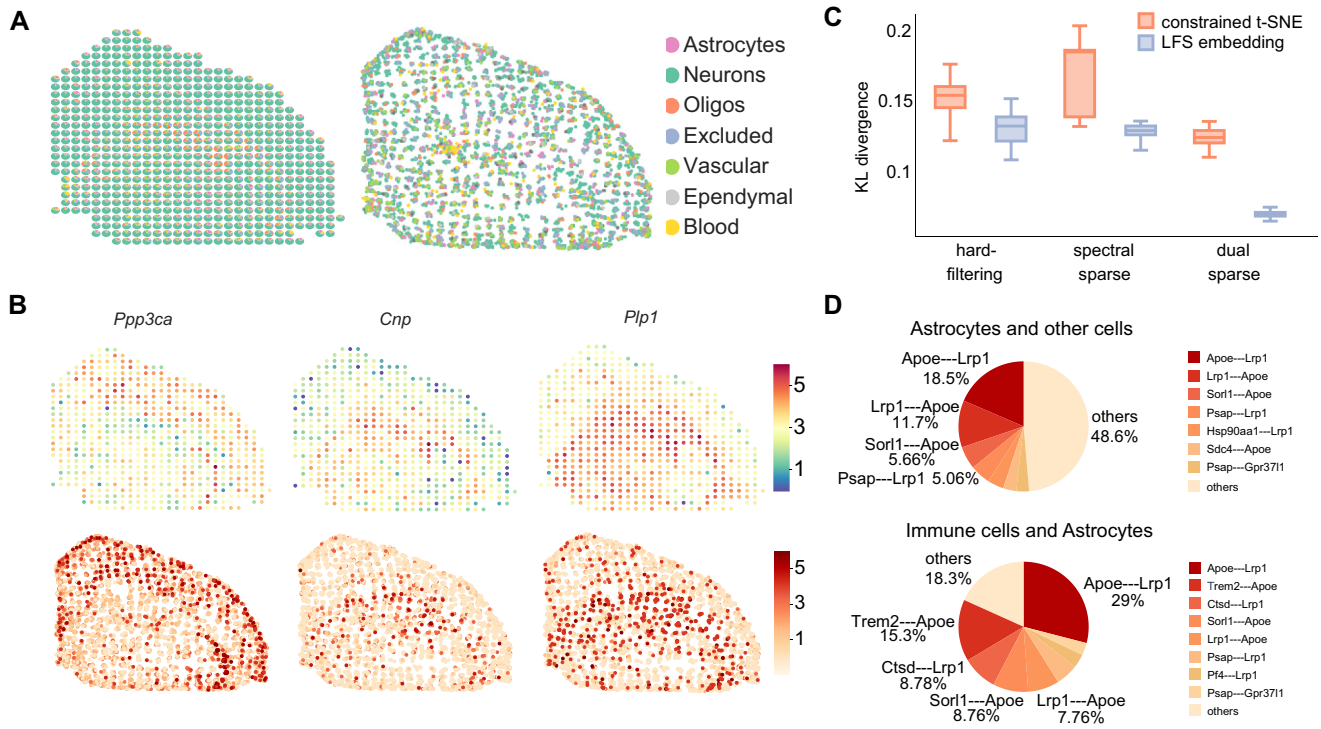 A
Astrocytes
Neurons
Oligos
Excluded
Vascular
Ependymal
Blood
C
KL divergence
0.2
0.15
0.1
constrained t-SNE
LFS embedding
hard-
filtering
spectral
sparse
dual
sparse
B
Ppp3ca
Cnp
Plp1
5
3
1
5
3
1
D
Astrocytes and other cells
Apoe---Lrp1
18.5%
Lrp1---Apoe
11.7%
Sorl1---Apoe
5.66%
Psap---Lrp1 5.06%
others
48.6%
Apoe---Lrp1
Lrp1---Apoe
Sorl1---Apoe
Psap---Lrp1
Hsp90aa1---Lrp1
Sdc4---Apoe
Psap---Gpr37l1
others
Immune cells and Astrocytes
others
18.3%
Apoe---Lrp1
29%
Trem2---Apoe
15.3%
Ctsd---Lrp1
8.78%
Sorl1---Apoe
8.76%
Lrp1---Apoe
7.76%
Apoe---Lrp1
Trem2---Apoe
Ctsd---Lrp1
Sorl1---Apoe
Lrp1---Apoe
Psap---Lrp1
Pf4---Lrp1
Psap---Gpr37l1
others